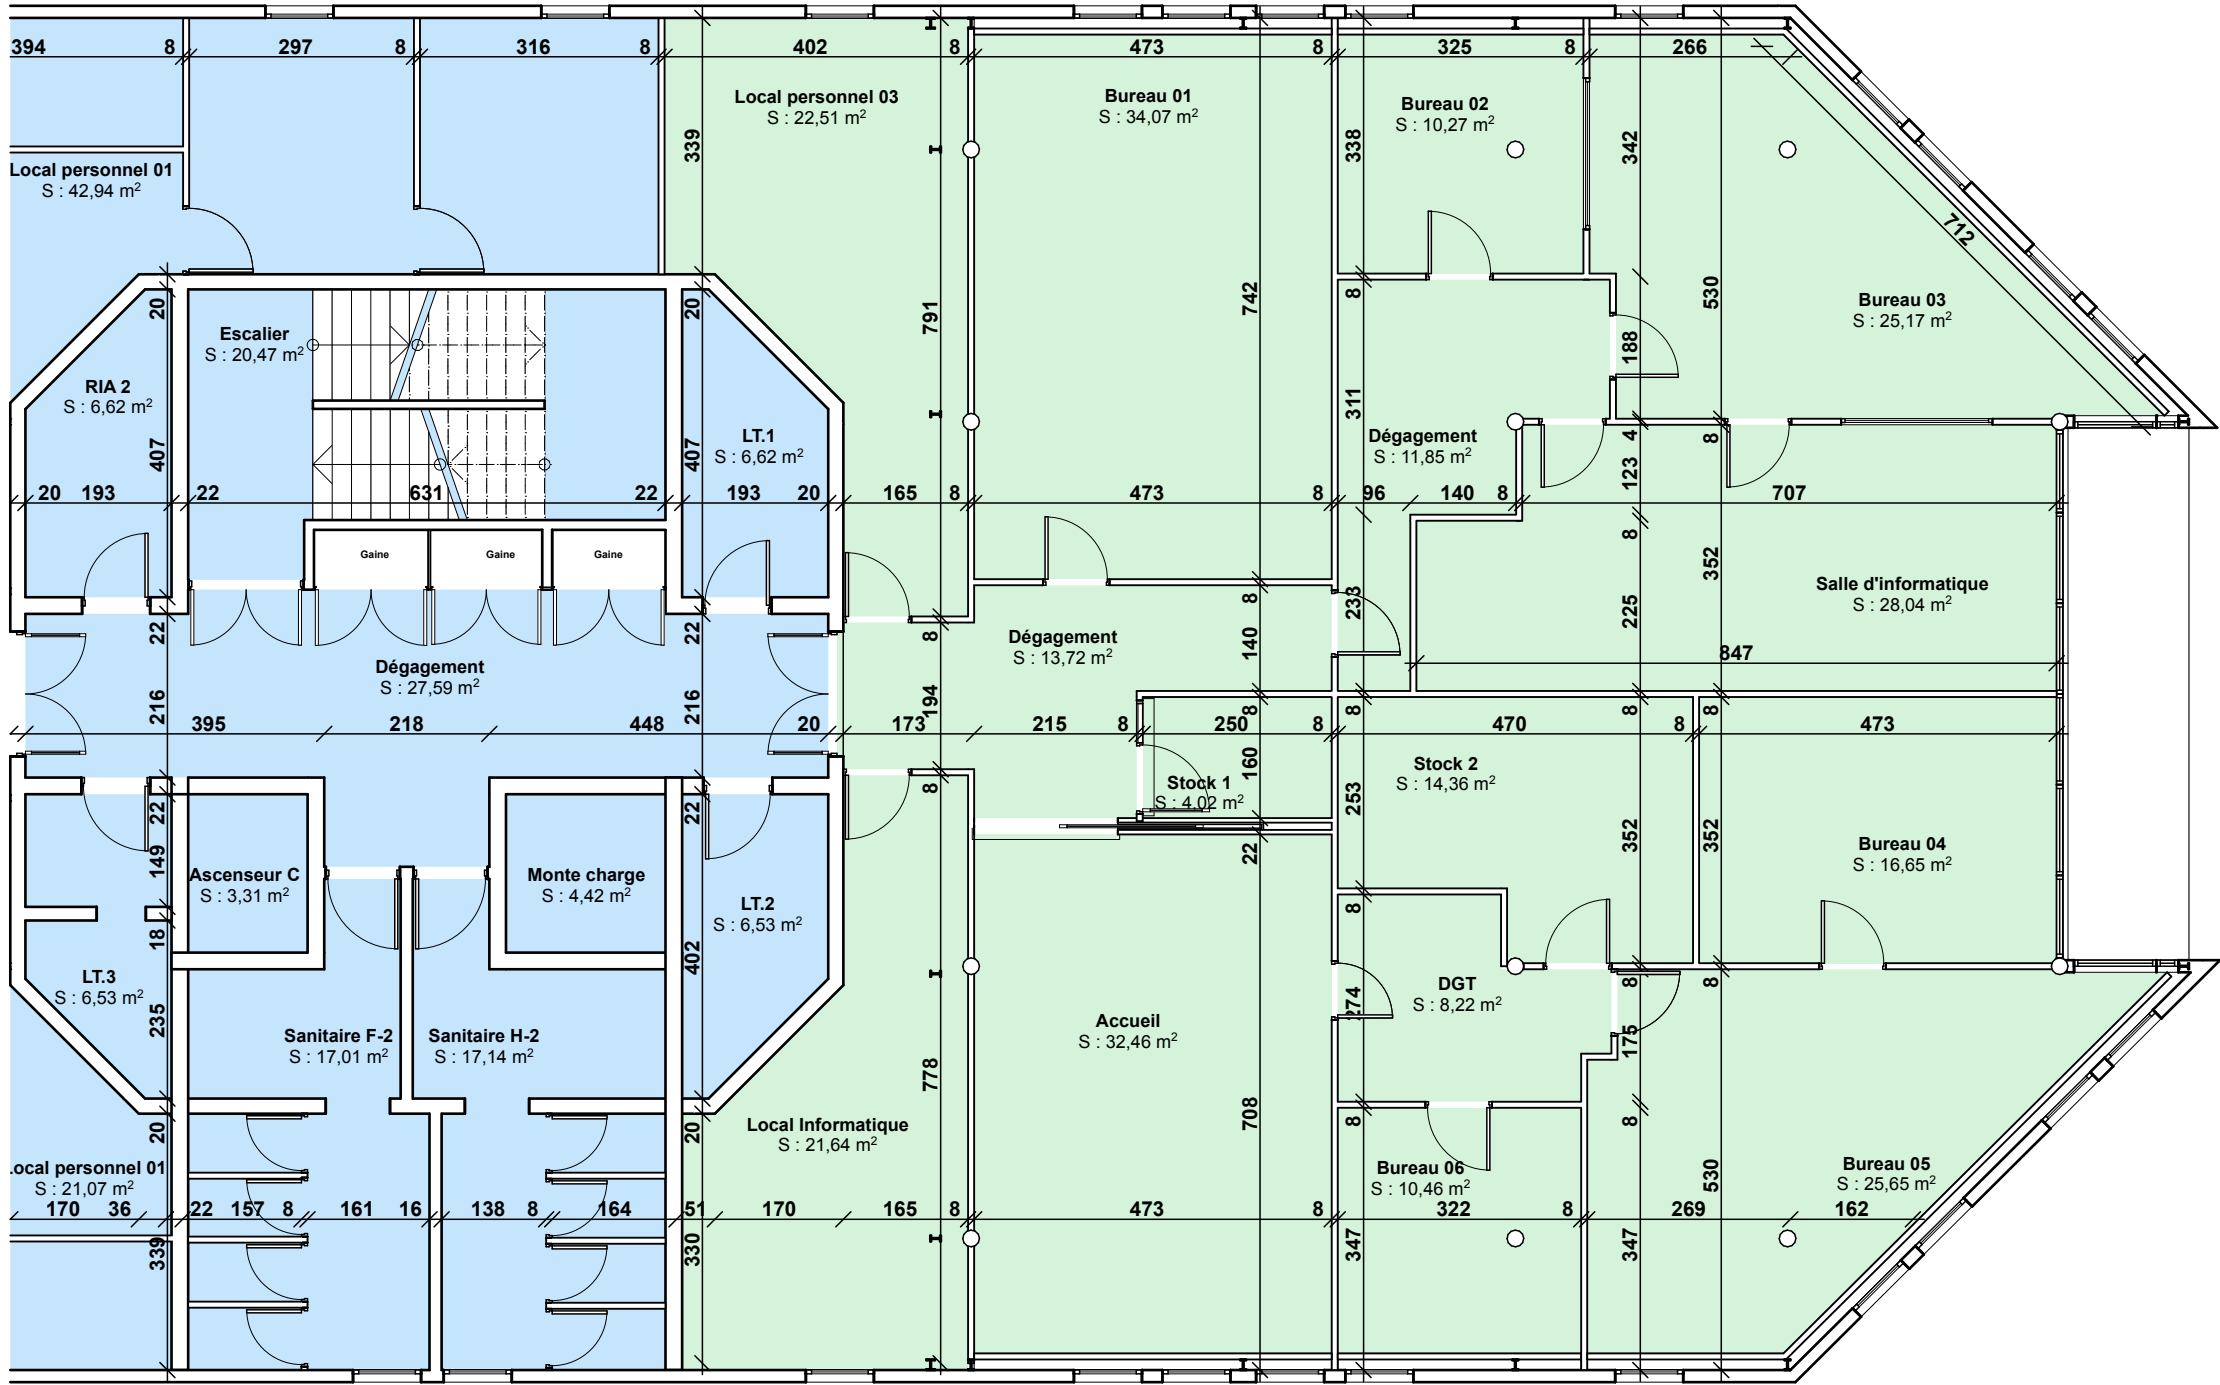 394 8 297 8 316 8 402 8 473 8 325 8 266
Local personnel 03
S : 22,51 m²
Bureau 01
S : 34,07 m²
Bureau 02
S : 10,27 m²
339
338
342
Local personnel 01
S : 42,94 m²
712
20
20
791
742
8
530
Bureau 03
S : 25,17 m²
Escalier
S : 20,47 m²
188
RIA 2
S : 6,62 m²
311
LT.1
S : 6,62 m²
Dégagement
S : 11,85 m²
4
8
407
407
123
20 193 22 631 22 193 20 165 8 473 8 96 140 8 707
Gaine
Gaine
Gaine
8
352
Salle d'informatique
S : 28,04 m²
8
233
225
22
22
8
Dégagement
S : 13,72 m²
140
847
Dégagement
S : 27,59 m²
216
216
194
8
8
8
8
395 218 448 20 173 215 8 250 8 470 8 473
160
Stock 2
S : 14,36 m²
Stock 1
S : 4,02 m²
8
253
22
22
22
352
352
Bureau 04
S : 16,65 m²
149
Ascenseur C
S : 3,31 m²
Monte charge
S : 4,42 m²
LT.2
S : 6,53 m²
8
18
402
LT.3
S : 6,53 m²
8
8
DGT
S : 8,22 m²
274
235
Sanitaire F-2
S : 17,01 m²
Sanitaire H-2
S : 17,14 m²
Accueil
S : 32,46 m²
175
778
708
20
20
Local Informatique
S : 21,64 m²
8
8
Local personnel 01
S : 21,07 m²
Bureau 06
S : 10,46 m²
530
Bureau 05
S : 25,65 m²
170 36 22 157 8 161 16 138 8 164 51 170 165 8 473 8 322 8 269 162
339
330
347
347